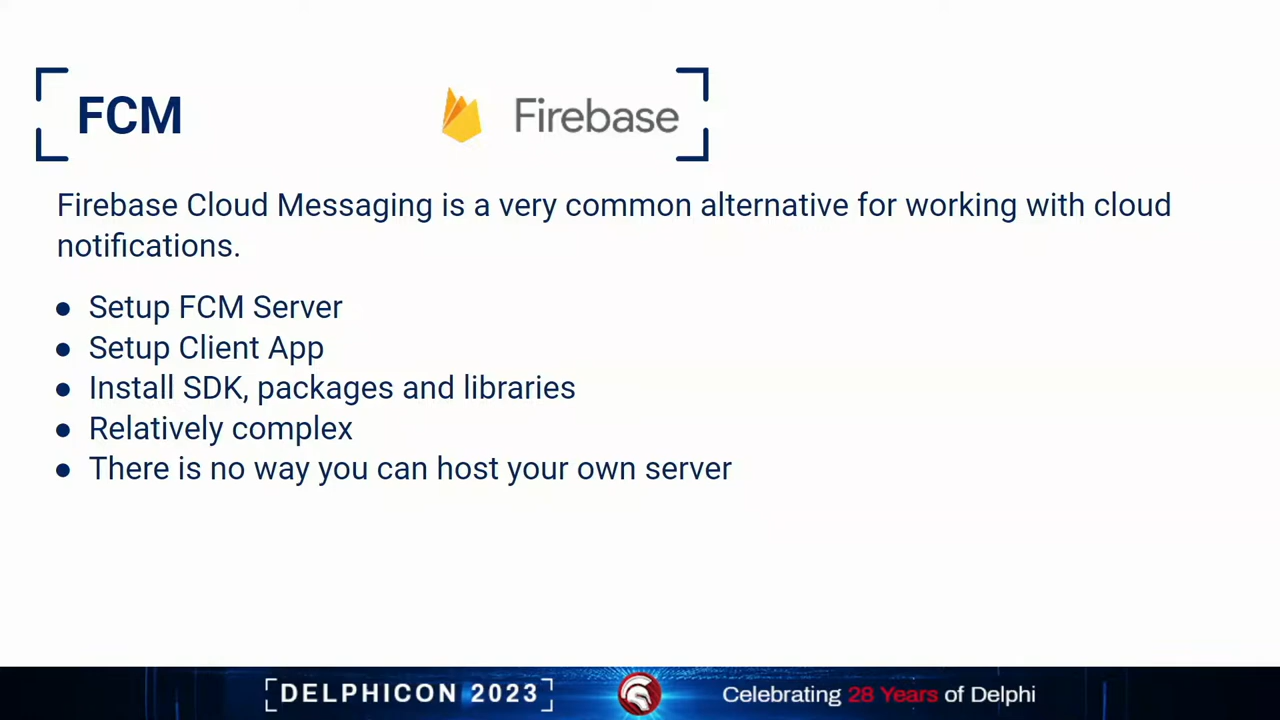 FCM
Firebase
Firebase Cloud Messaging is a very common alternative for working with cloud
notifications.
● Setup FCM Server
● Setup Client App
● Install SDK, packages and libraries
● Relatively complex
● There is no way you can host your own server
[DELPHICON 2023]
Celebrating 28 Years of Delphi